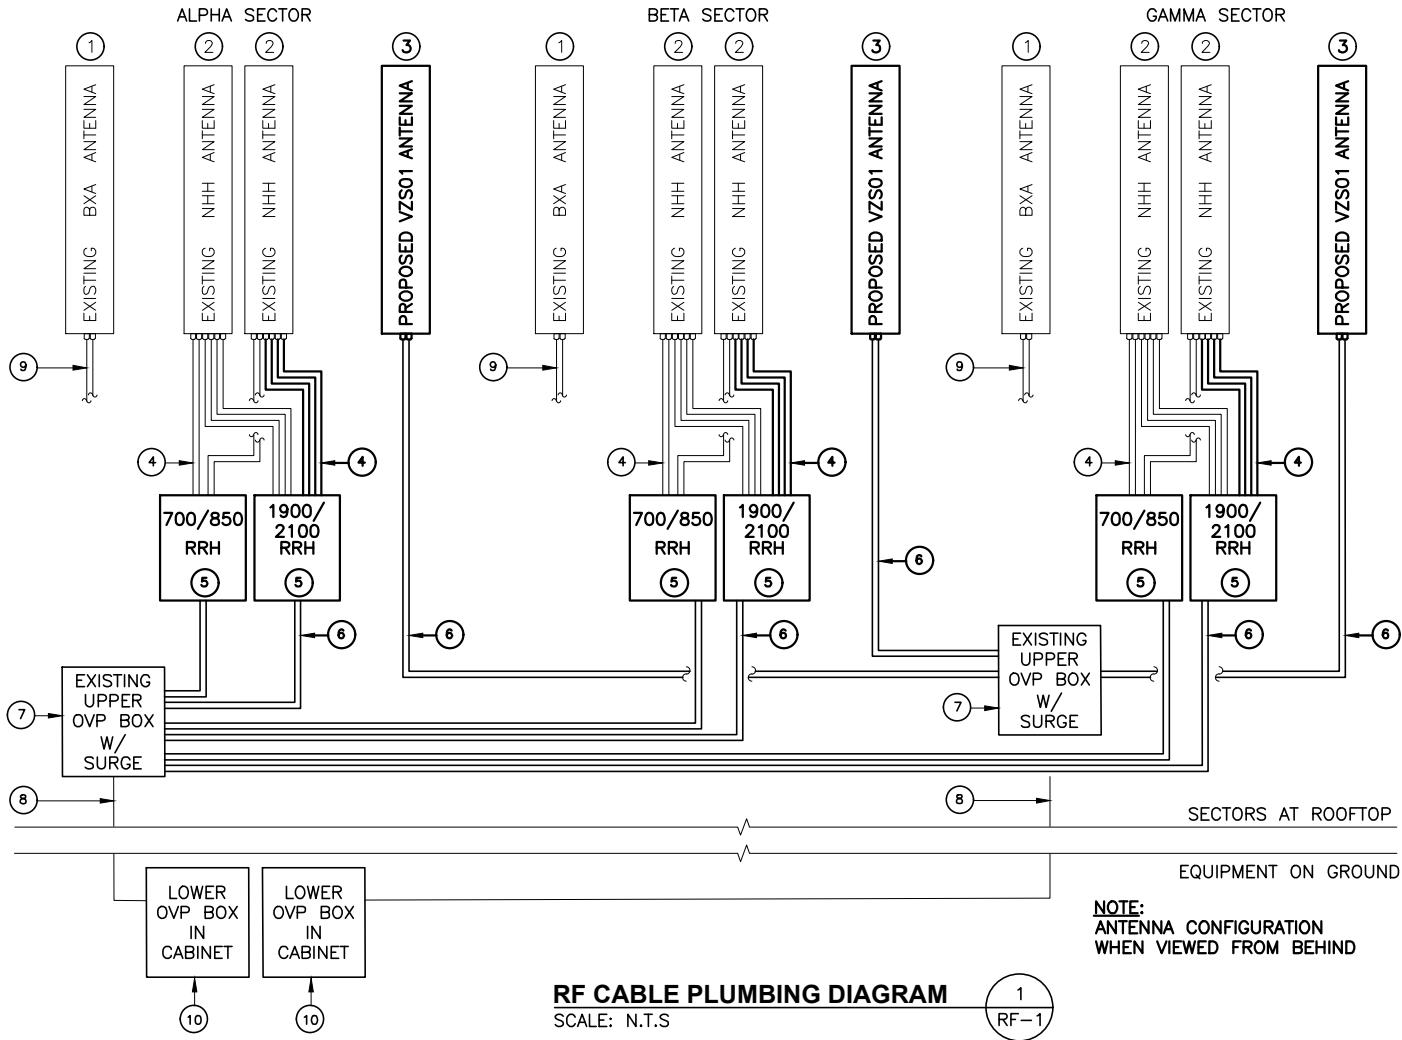 ALPHA SECTOR
BETA SECTOR
GAMMA SECTOR
1
2
2
3
1
2
2
3
1
2
2
3
EXISTING BXA ANTENNA
EXISTING NHH ANTENNA
EXISTING NHH ANTENNA
PROPOSED VZS01 ANTENNA
EXISTING BXA ANTENNA
EXISTING NHH ANTENNA
EXISTING NHH ANTENNA
PROPOSED VZS01 ANTENNA
EXISTING BXA ANTENNA
EXISTING NHH ANTENNA
EXISTING NHH ANTENNA
PROPOSED VZS01 ANTENNA
9
9
9
4
4
4
4
4
4
700/850
RRH
5
1900/
2100
RRH
5
700/850
RRH
5
1900/
2100
RRH
5
700/850
RRH
5
1900/
2100
RRH
5
6
6
6
6
6
6
EXISTING
UPPER
OVP BOX
W/
SURGE
7
EXISTING
UPPER
OVP BOX
W/
SURGE
7
8
8
SECTORS AT ROOFTOP
EQUIPMENT ON GROUND
LOWER
OVP BOX
IN
CABINET
LOWER
OVP BOX
IN
CABINET
10
10
NOTE:
ANTENNA CONFIGURATION
WHEN VIEWED FROM BEHIND
RF CABLE PLUMBING DIAGRAM
SCALE: N.T.S
1
RF-1